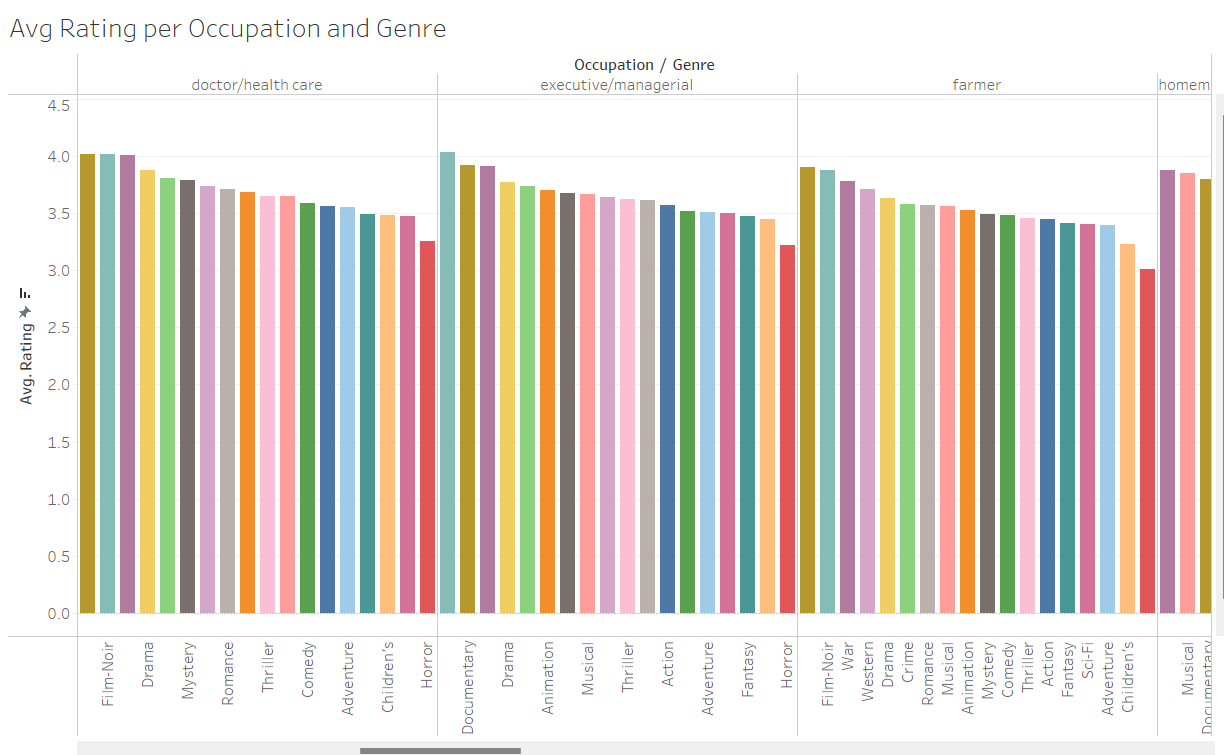 Avg Rating per Occupation and Genre
Occupation / Genre
doctor/health care
executive/managerial
farmer
homem
4.5
4.0
3.5
3.0
2.5
2.0
1.5
1.0
0.5
0.0
Avg. Rating
Film-Noir
Drama
Mystery
Romance
Thriller
Comedy
Adventure
Children's
Horror
Documentary
Drama
Animation
Musical
Thriller
Action
Adventure
Fantasy
Horror
Film-Noir
War
Western
Drama
Crime
Romance
Musical
Animation
Mystery
Comedy
Thriller
Action
Fantasy
Sci-Fi
Adventure
Children's
Musical
Documentary